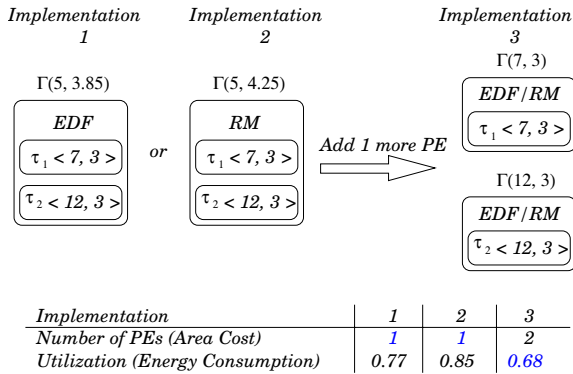 Implementation
1
Implementation
2
Implementation
3
Γ(5, 3.85)
EDF
τ1 < 7, 3 >
τ2 < 12, 3 >
or
Γ(5, 4.25)
RM
τ1 < 7, 3 >
τ2 < 12, 3 >
Add 1 more PE
Γ(7, 3)
EDF/RM
τ1 < 7, 3 >
Γ(12, 3)
EDF/RM
τ2 < 12, 3 >
Implementation 1 2 3
Number of PEs (Area Cost) 1 1 2
Utilization (Energy Consumption) 0.77 0.85 0.68